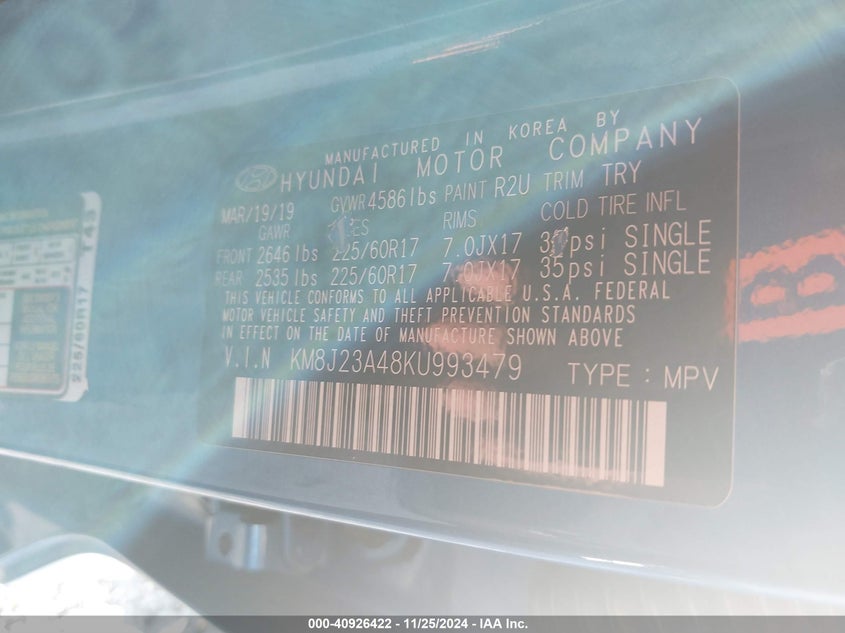 MANUFACTURED IN KOREA BY
HYUNDAI MOTOR COMPANY
MAR/19/19 GVWR 4586lbs PAINT R2U TRIM TRY
GAWR RIMS COLD TIRE INFL
FRONT 2646lbs 225/60R17 7.0JX17 psi SINGLE
REAR 2535lbs 225/60R17 7.0JX17 35psi SINGLE
THIS VEHICLE CONFORMS TO ALL APPLICABLE U.S.A. FEDERAL
MOTOR VEHICLE SAFETY AND THEFT PREVENTION STANDARDS
IN EFFECT ON THE DATE OF MANUFACTURE SHOWN ABOVE
V.I.N KM8J23A48KU993479 TYPE : MPV
225/60R17 T43
B
000-40926422 - 11/25/2024 - IAA Inc.